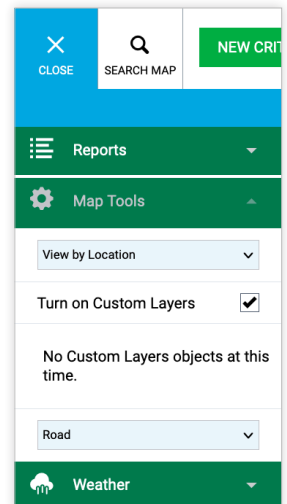 CLOSE
SEARCH MAP
NEW CRIT
Reports
Map Tools
View by Location
Turn on Custom Layers
No Custom Layers objects at this
time.
Road
Weather